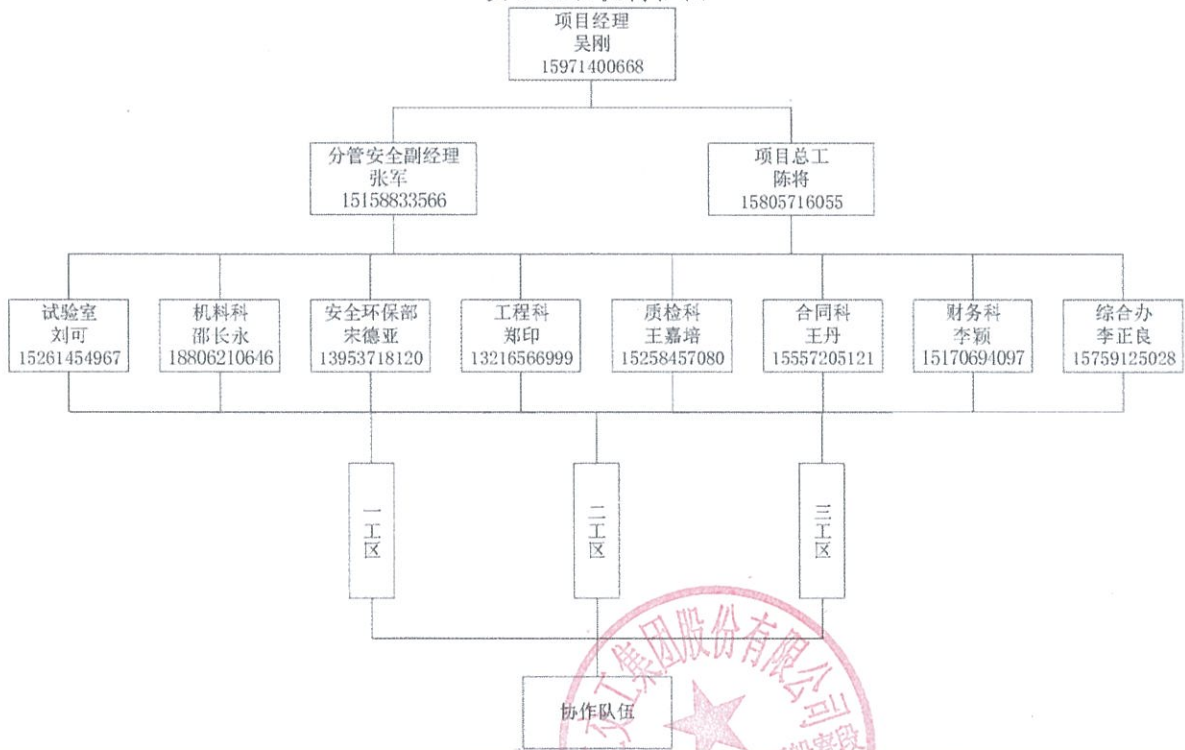 项目经理
吴刚
15971400668
分管安全副经理
张军
15158833566
项目总工
陈将
15805716055
试验室
刘可
15261454967
机料科
邵长永
18806210646
安全环保部
宋德亚
13953718120
工程科
郑印
13216566999
质检科
王嘉培
15258457080
合同科
王丹
15557205121
财务科
李颖
15170694097
综合办
李正良
15759125028
一工区
二工区
三工区
协作队伍
工集团股份有限公司